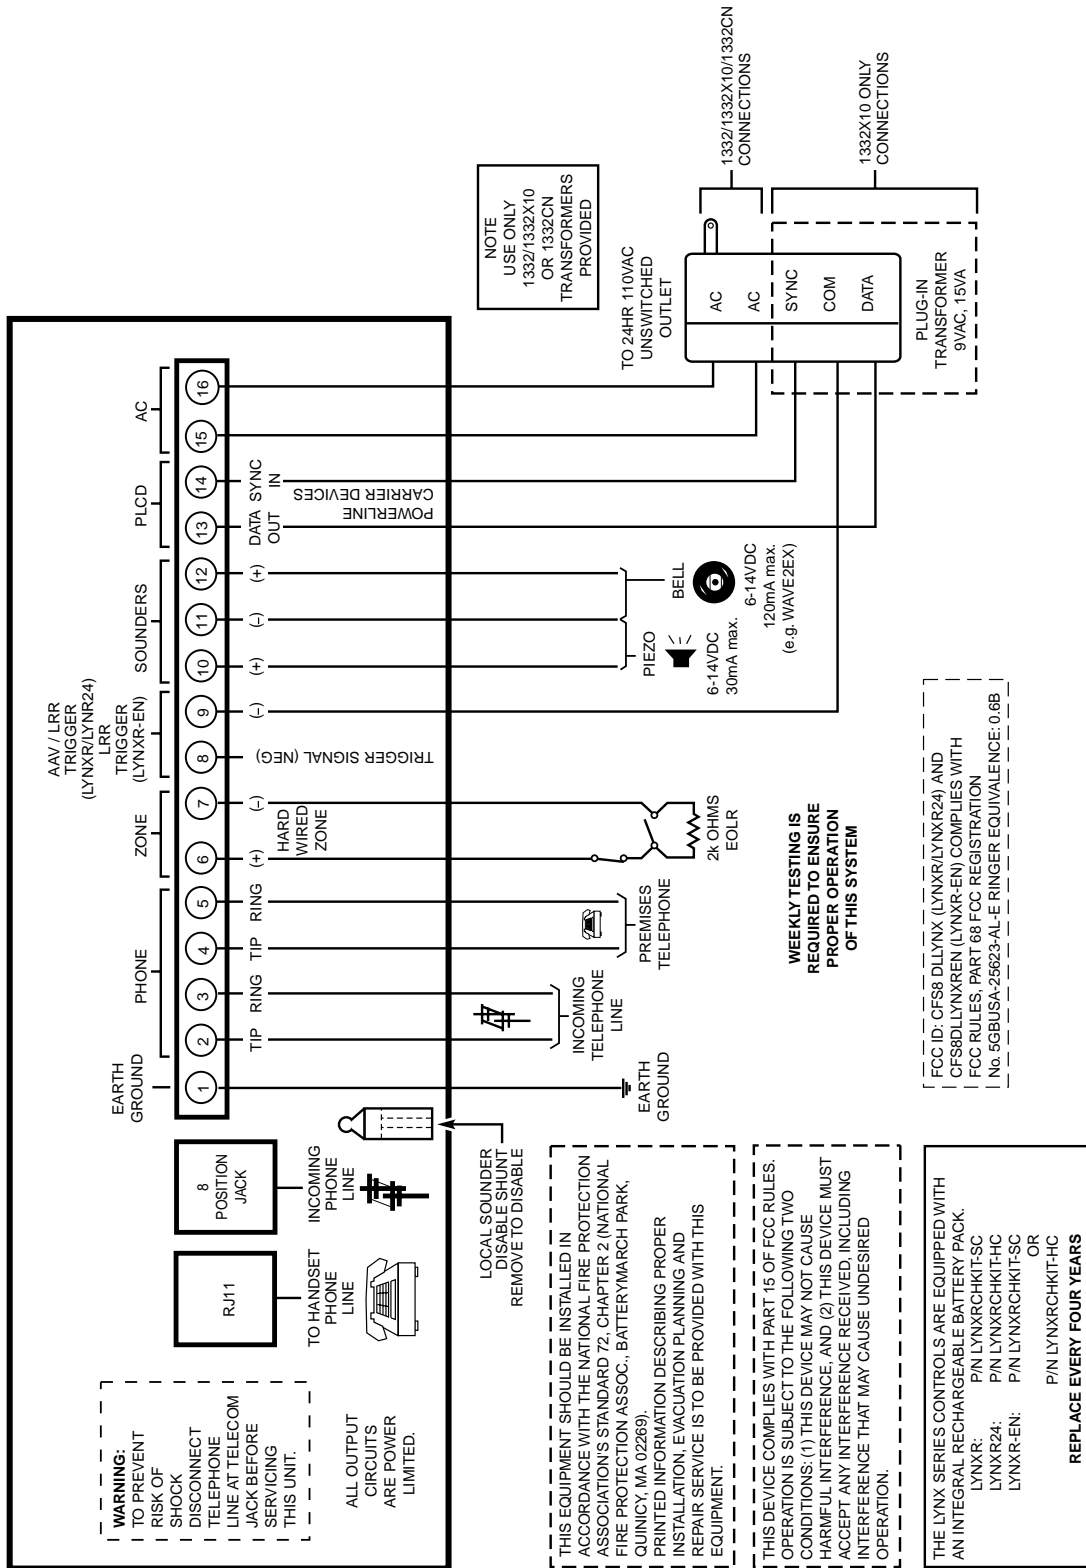 WARNING:
TO PREVENT
RISK OF
SHOCK
DISCONNECT
TELEPHONE
LINE AT TELECOM
JACK BEFORE
SERVICING
THIS UNIT.
ALL OUTPUT
CIRCUITS
ARE POWER
LIMITED.
RJ11
TO HANDSET
PHONE
LINE
8
POSITION
JACK
INCOMING
PHONE
LINE
LOCAL SOUNDER
DISABLE SHUNT
REMOVE TO DISABLE
EARTH
GROUND
PHONE
ZONE
AAV / LRR
TRIGGER
(LYNXR/LYNR24)
LRR
TRIGGER
(LYNXR-EN)
SOUNDERS
PLCD
AC
1
2
3
4
5
6
7
8
9
10
11
12
13
14
15
16
TIP
RING
TIP
RING
(+)
(–)
HARD
WIRED
ZONE
TRIGGER SIGNAL (NEG)
(–)
(+)
(–)
(+)
DATA
OUT
SYNC
IN
POWERLINE
CARRIER DEVICES
EARTH
GROUND
INCOMING
TELEPHONE
LINE
PREMISES
TELEPHONE
2k OHMS
EOLR
PIEZO
6-14VDC
30mA max.
BELL
6-14VDC
120mA max.
(e.g. WAVE2EX)
NOTE
USE ONLY
1332/1332X10
OR 1332CN
TRANSFORMERS
PROVIDED
TO 24HR 110VAC
UNSWITCHED
OUTLET
AC
AC
SYNC
COM
DATA
PLUG-IN
TRANSFORMER
9VAC, 15VA
1332/1332X10/1332CN
CONNECTIONS
1332X10 ONLY
CONNECTIONS
WEEKLY TESTING IS
REQUIRED TO ENSURE
PROPER OPERATION
OF THIS SYSTEM
THIS EQUIPMENT SHOULD BE INSTALLED IN
ACCORDANCE WITH THE NATIONAL FIRE PROTECTION
ASSOCIATION'S STANDARD 72, CHAPTER 2 (NATIONAL
FIRE PROTECTION ASSOC., BATTERYMARCH PARK,
QUINICY, MA 02269).
PRINTED INFORMATION DESCRIBING PROPER
INSTALLATION, EVACUATION PLANNING AND
REPAIR SERVICE IS TO BE PROVIDED WITH THIS
EQUIPMENT.
THIS DEVICE COMPLIES WITH PART 15 OF FCC RULES.
OPERATION IS SUBJECT TO THE FOLLOWING TWO
CONDITIONS: (1) THIS DEVICE MAY NOT CAUSE
HARMFUL INTERFERENCE, AND (2) THIS DEVICE MUST
ACCEPT ANY INTERFERENCE RECEIVED, INCLUDING
INTERFERENCE THAT MAY CAUSE UNDESIRED
OPERATION.
FCC ID: CFS8 DLLYNX (LYNXR/LYNXR24) AND
CFS8DLLYNXREN (LYNXR-EN) COMPLIES WITH
FCC RULES, PART 68 FCC REGISTRATION
No. 5GBUSA-25623-AL-E RINGER EQUIVALENCE: 0.6B
THE LYNX SERIES CONTROLS ARE EQUIPPED WITH
AN INTEGRAL RECHARGEABLE BATTERY PACK.
LYNXR: P/N LYNXRCHKIT-SC
LYNXR24: P/N LYNXRCHKIT-HC
LYNXR-EN: P/N LYNXRCHKIT-SC
OR
P/N LYNXRCHKIT-HC
REPLACE EVERY FOUR YEARS